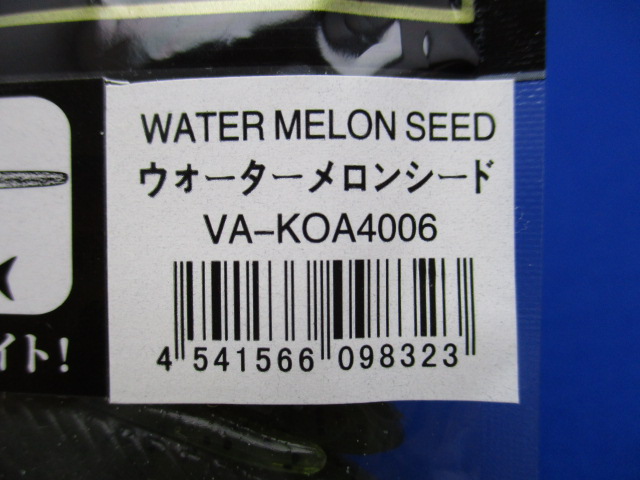 WATER MELON SEED
ウォーターメロンシード
VA-KOA4006
4 541566 098323
イト!